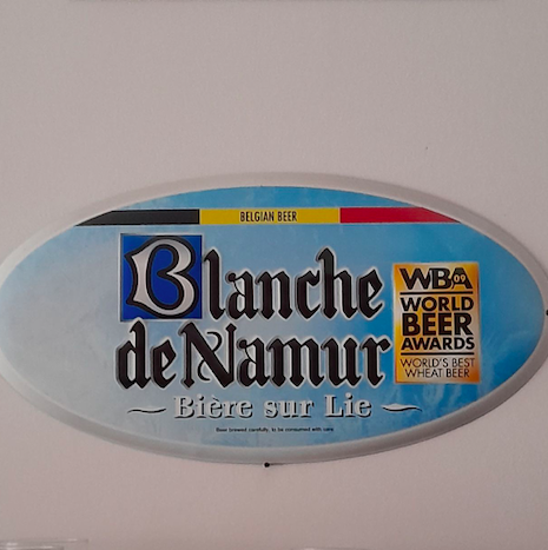 BELGIAN BEER
Blanche
de Namur
Bière sur Lie
Beer brewed carefully, to be consumed with care
WBA
09
WORLD
BEER
AWARDS
WORLD'S BEST
WHEAT BEER